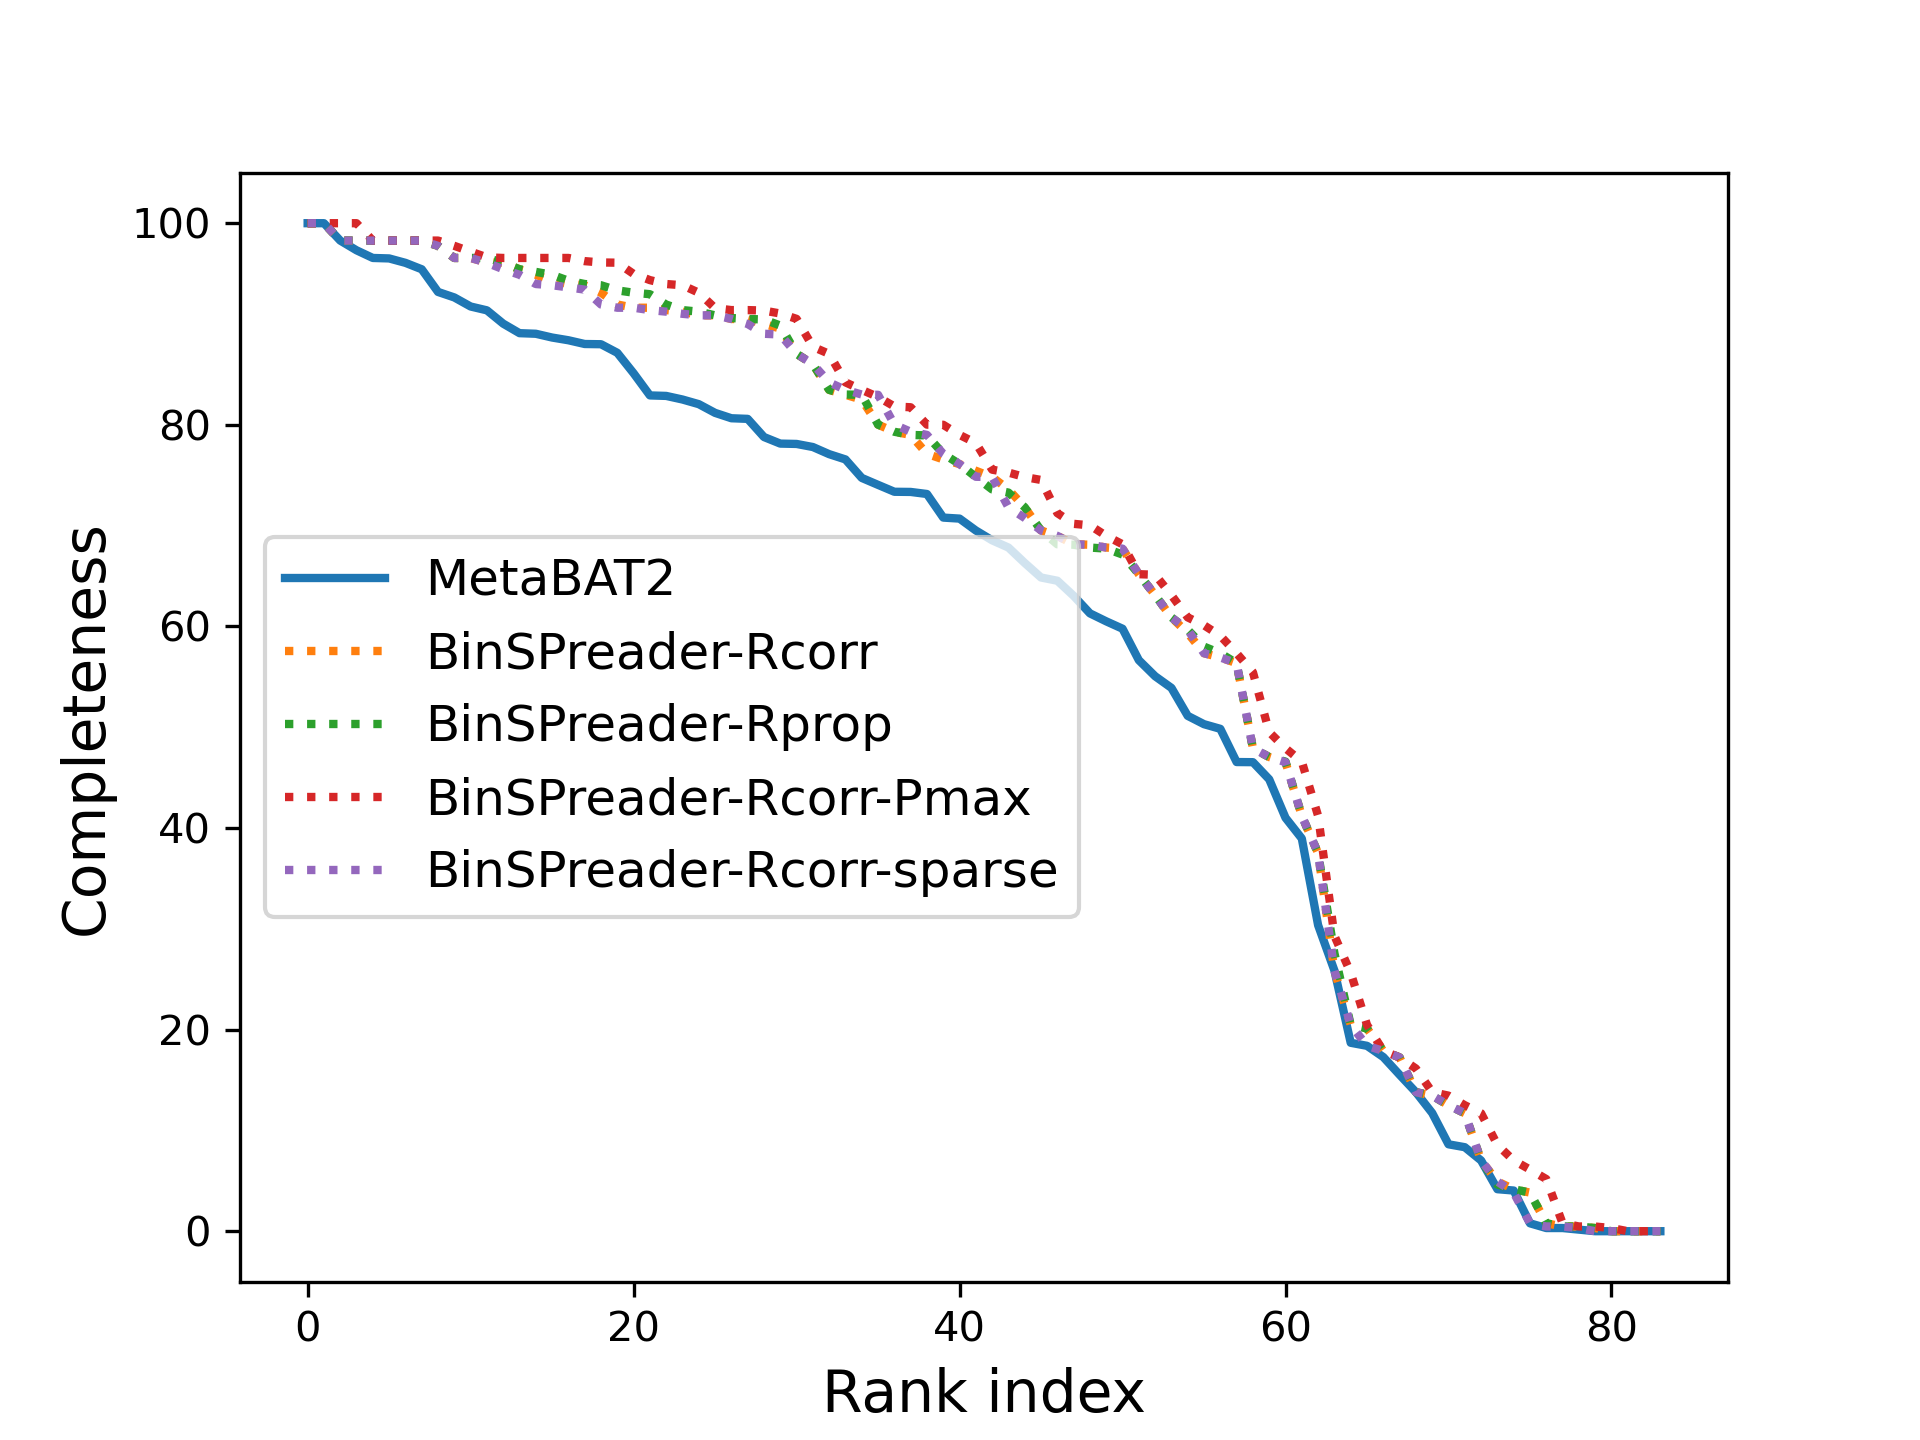 100
80
60
40
20
0
Completeness
MetaBAT2
BinSPreader-Rcorr
BinSPreader-Rprop
BinSPreader-Rcorr-Pmax
BinSPreader-Rcorr-sparse
0 20 40 60 80
Rank index